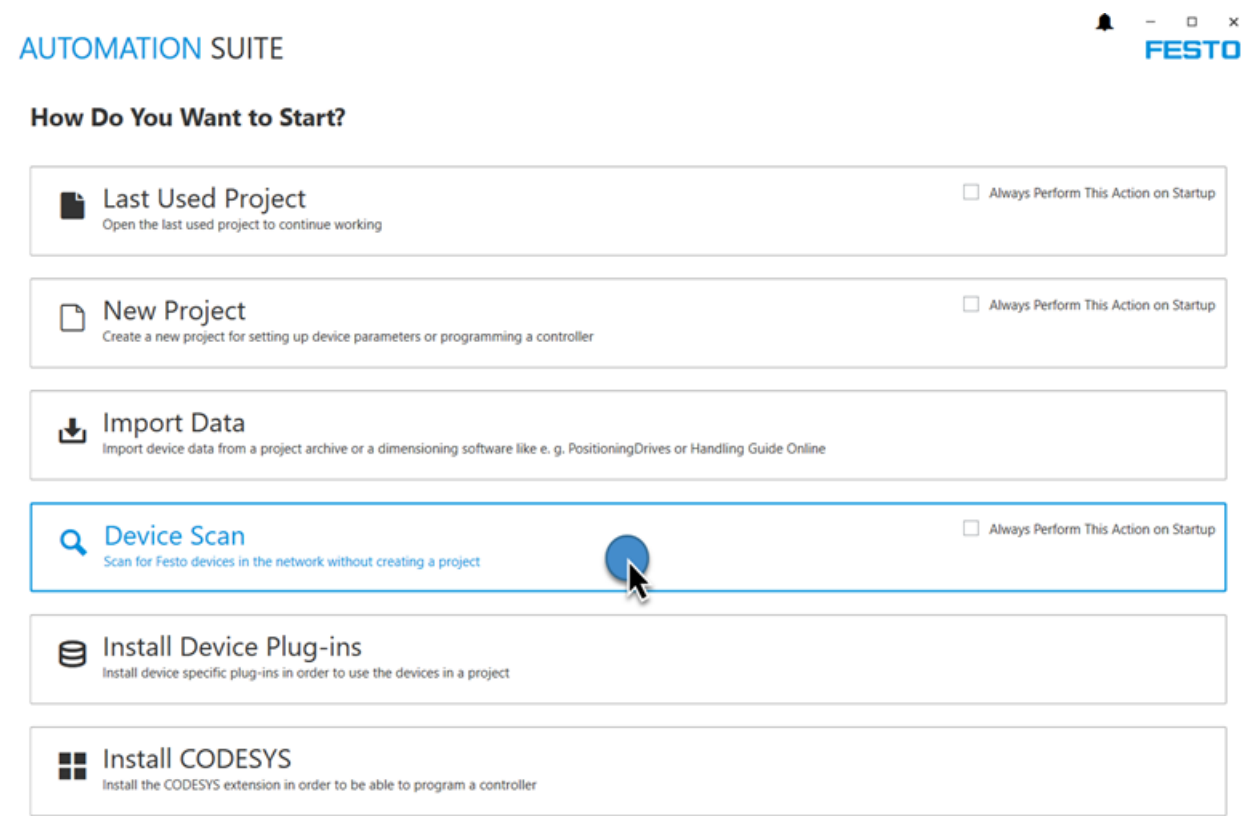 AUTOMATION SUITE
FESTO
How Do You Want to Start?
Last Used Project
Always Perform This Action on Startup
Open the last used project to continue working
New Project
Always Perform This Action on Startup
Create a new project for setting up device parameters or programming a controller
Import Data
Import device data from a project archive or a dimensioning software like e. g. PositioningDrives or Handling Guide Online
Device Scan
Always Perform This Action on Startup
Scan for Festo devices in the network without creating a project
Install Device Plug-ins
Install device specific plug-ins in order to use the devices in a project
Install CODESYS
Install the CODESYS extension in order to be able to program a controller